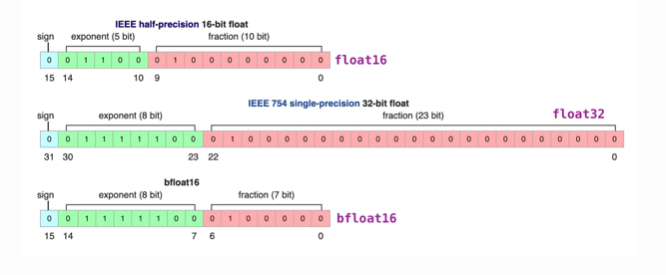 IEEE half-precision 16-bit float
sign exponent (5 bit) fraction (10 bit)
0 0 1 1 0 0 0 1 0 0 0 0 0 0 0 0 float16
15 14 10 9 0
IEEE 754 single-precision 32-bit float
sign exponent (8 bit) fraction (23 bit) float32
0 0 1 1 1 1 1 0 0 0 1 0 0 0 0 0 0 0 0 0 0 0 0 0 0 0 0 0 0 0 0 0
31 30 23 22 0
bfloat16
sign exponent (8 bit) fraction (7 bit)
0 0 1 1 1 1 1 0 0 0 1 0 0 0 0 0 bfloat16
15 14 7 6 0